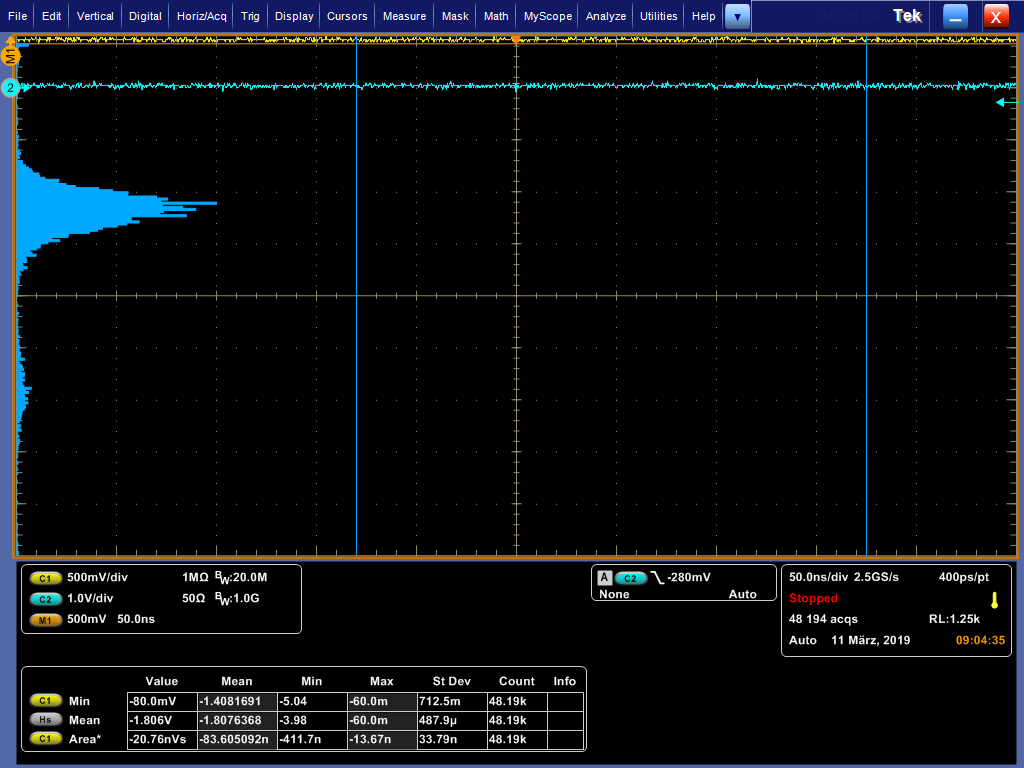 File Edit Vertical Digital Horiz/Acq Trig Display Cursors Measure Mask Math MyScope Analyze Utilities Help Tek X
M1
2
C1 500mV/div 1MΩ BW:20.0M
C2 1.0V/div 50Ω BW:1.0G
M1 500mV 50.0ns
A C2 -280mV
None Auto
50.0ns/div 2.5GS/s 400ps/pt
Stopped
48 194 acqs RL:1.25k
Auto 11 März, 2019 09:04:35
Value Mean Min Max St Dev Count Info
C1 Min -80.0mV -1.4081691 -5.04 -60.0m 712.5m 48.19k
Hs Mean -1.806V -1.8076368 -3.98 -60.0m 487.9µ 48.19k
C1 Area* -20.76nVs -83.605092n -411.7n -13.67n 33.79n 48.19k